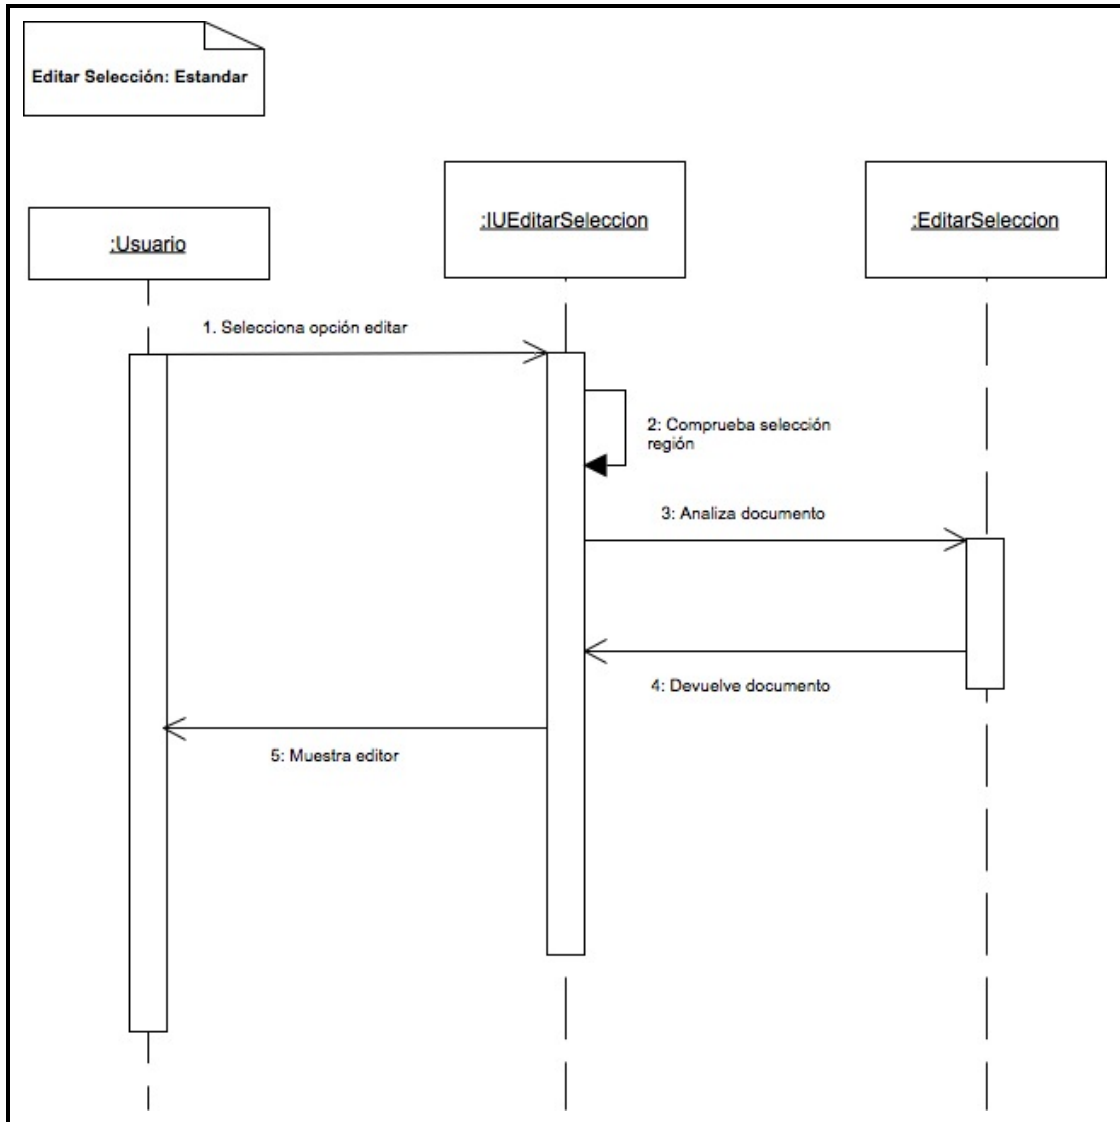 Editar Selección: Estandar
:Usuario
:IUEditarSeleccion
:EditarSeleccion
1. Selecciona opción editar
2: Comprueba selección
región
3: Analiza documento
4: Devuelve documento
5: Muestra editor